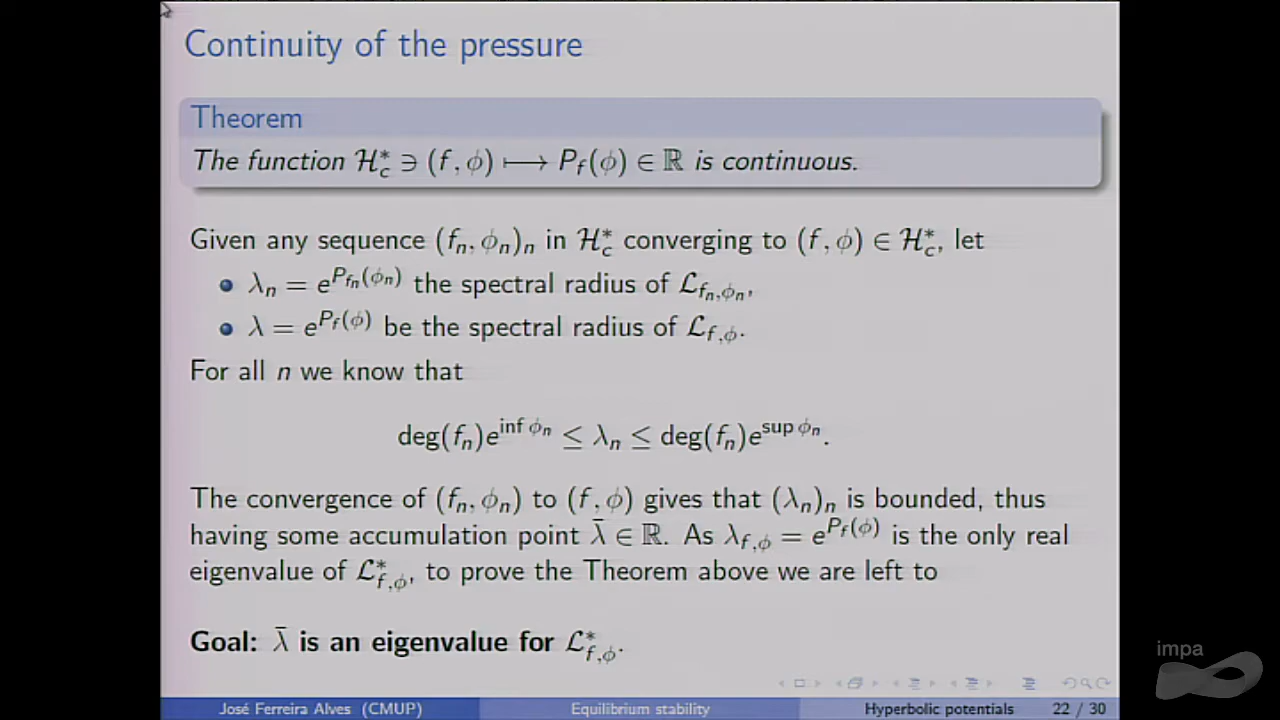 Continuity of the pressure
Theorem
The function ℋ*_c ∋ (f, ϕ) ⟼ P_f(ϕ) ∈ ℝ is continuous.
Given any sequence (f_n, ϕ_n)_n in ℋ*_c converging to (f, ϕ) ∈ ℋ*_c, let
λ_n = e^{P_{f_n}(ϕ_n)} the spectral radius of ℒ_{f_n,ϕ_n},
λ = e^{P_f(ϕ)} be the spectral radius of ℒ_{f,ϕ}.
For all n we know that
deg(f_n)e^{inf ϕ_n} ≤ λ_n ≤ deg(f_n)e^{sup ϕ_n}.
The convergence of (f_n, ϕ_n) to (f, ϕ) gives that (λ_n)_n is bounded, thus
having some accumulation point λ̄ ∈ ℝ. As λ_{f,ϕ} = e^{P_f(ϕ)} is the only real
eigenvalue of ℒ*_{f,ϕ}, to prove the Theorem above we are left to
Goal: λ̄ is an eigenvalue for ℒ*_{f,ϕ}.
impa
José Ferreira Alves (CMUP) Equilibrium stability Hyperbolic potentials 22 / 30